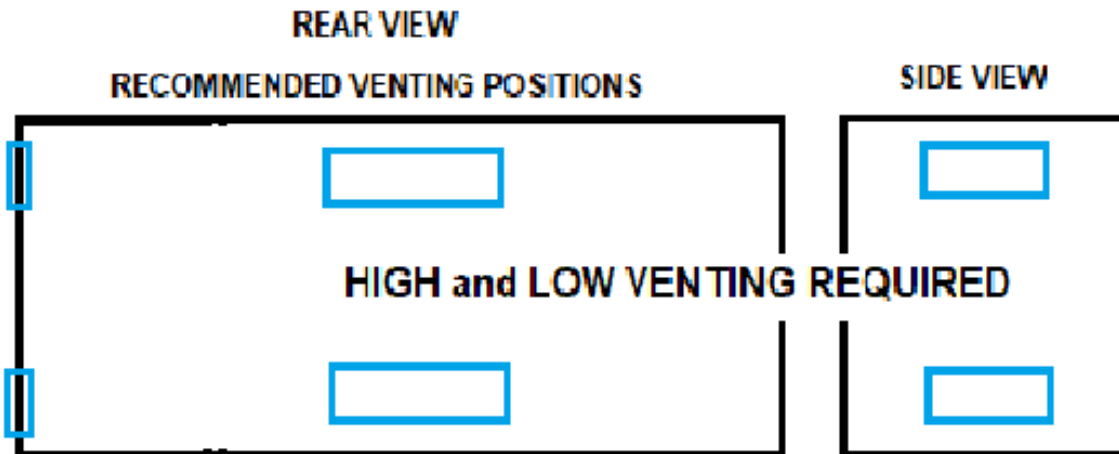 REAR VIEW
RECOMMENDED VENTING POSITIONS
SIDE VIEW
HIGH and LOW VENTING REQUIRED